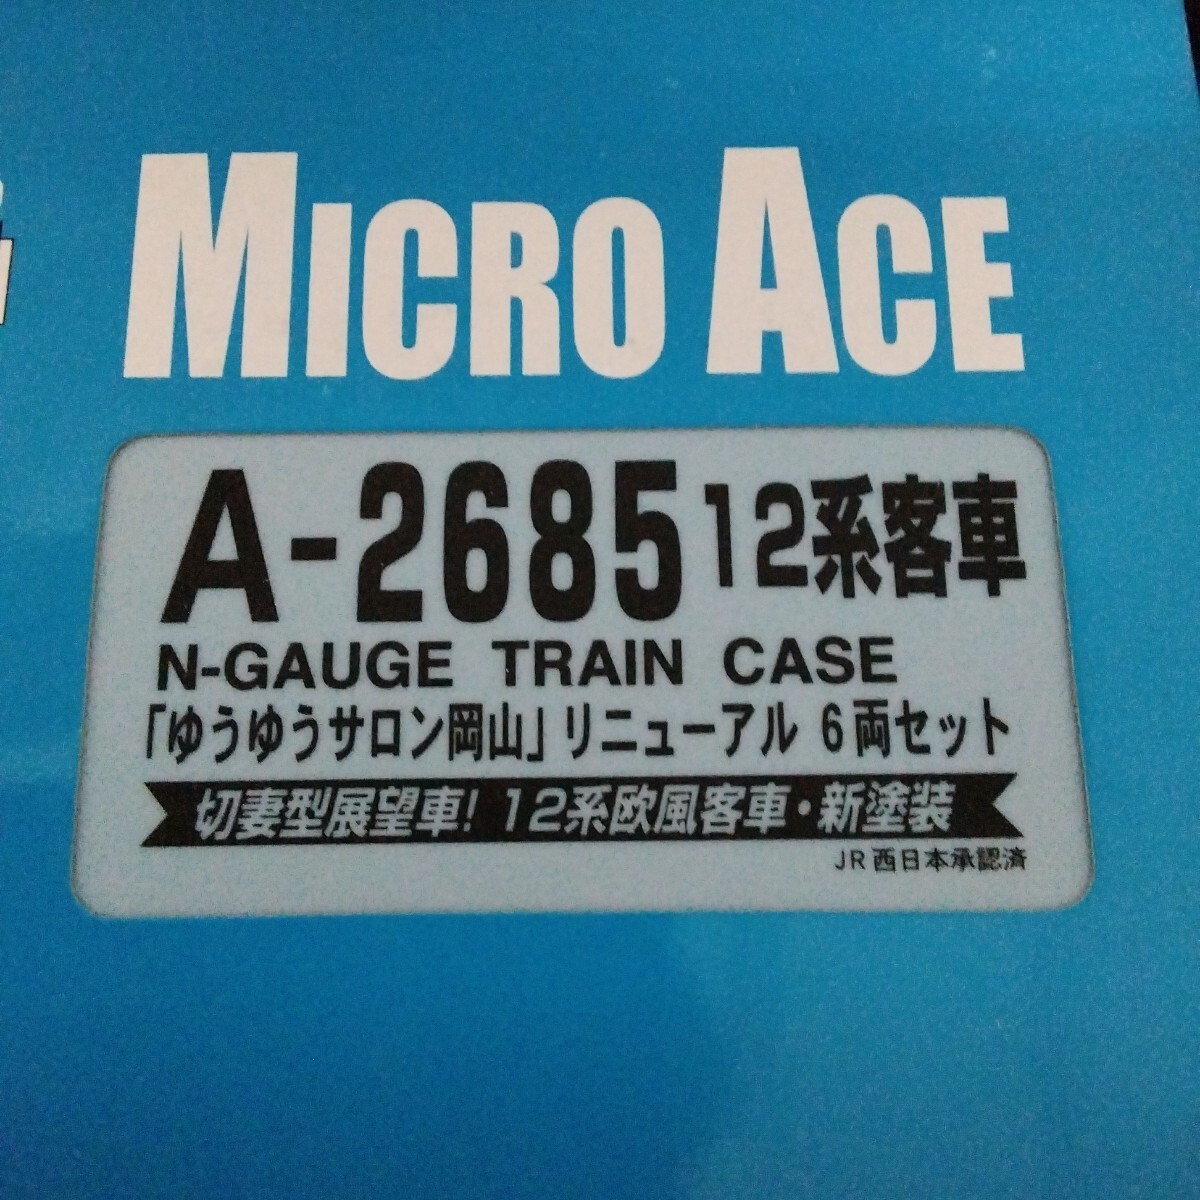 MICRO ACE
A-2685 12系客車
N-GAUGE TRAIN CASE
「ゆうゆうサロン岡山」リニューアル 6両セット
切妻型展望車! 12系欧風客車・新塗装
JR西日本承認済